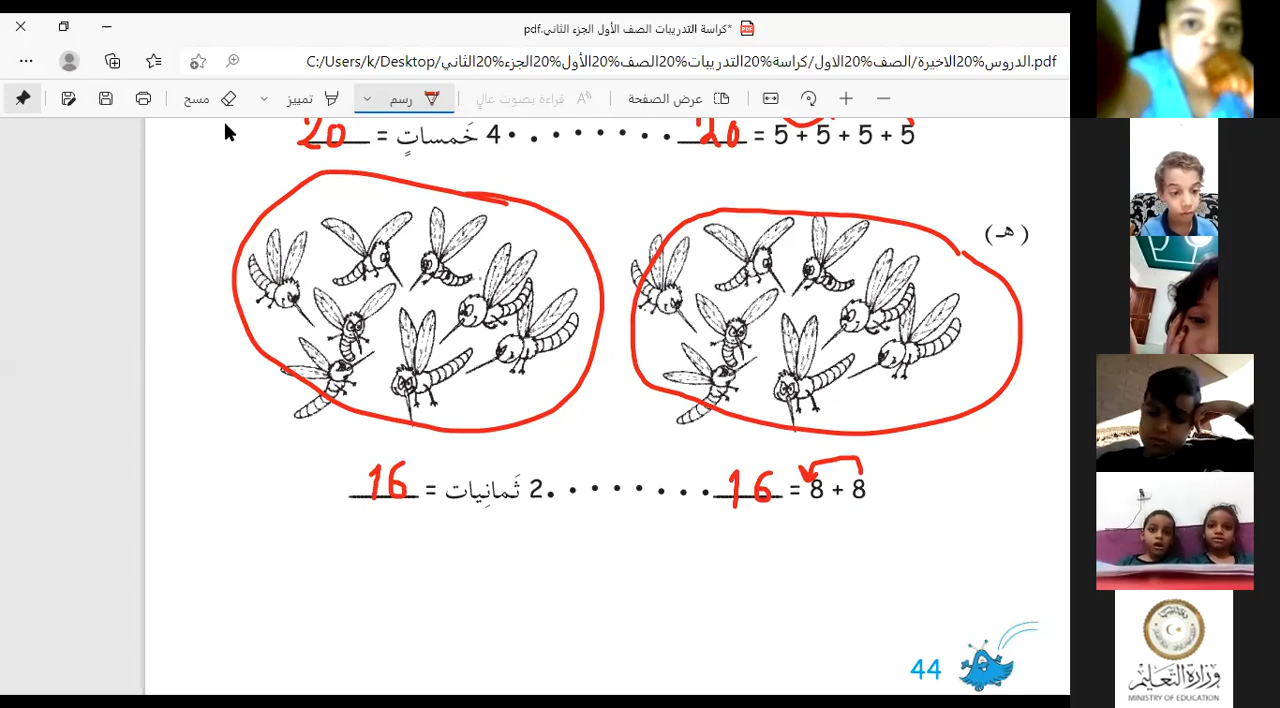 *كراسة التدريبات الصف الأول الجزء الثاني.pdf
C:/Users/k/Desktop/الدروس%20الاخيرة/الصف%20الاول/كراسة%20التدريبات%20الصف%20الأول%20الجزء%20الثاني.pdf
عرض الصفحة قراءة بصوت عالٍ رسم تمييز مسح
5 + 5 + 5 + 5 = 20 4 خَمساتٍ = 20
(هـ)
8 + 8 = 16 2 ثَمانِيات = 16
44
وزارة التعليم
MINISTRY OF EDUCATION